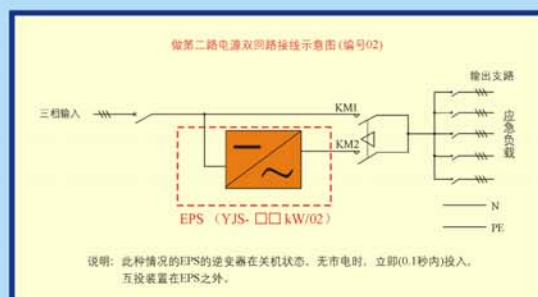 做第二路电源双回路接线示意图(编号02)
输出支路
三相输入
KM1
KM2
应急负载
EPS (YJS- □□ kW/02)
N
PE
说明: 此种情况的EPS的逆变器在关机状态, 无市电时, 立即(0.1秒内)投入,
互投装置在EPS之外。